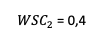 WSC₂ = 0,4